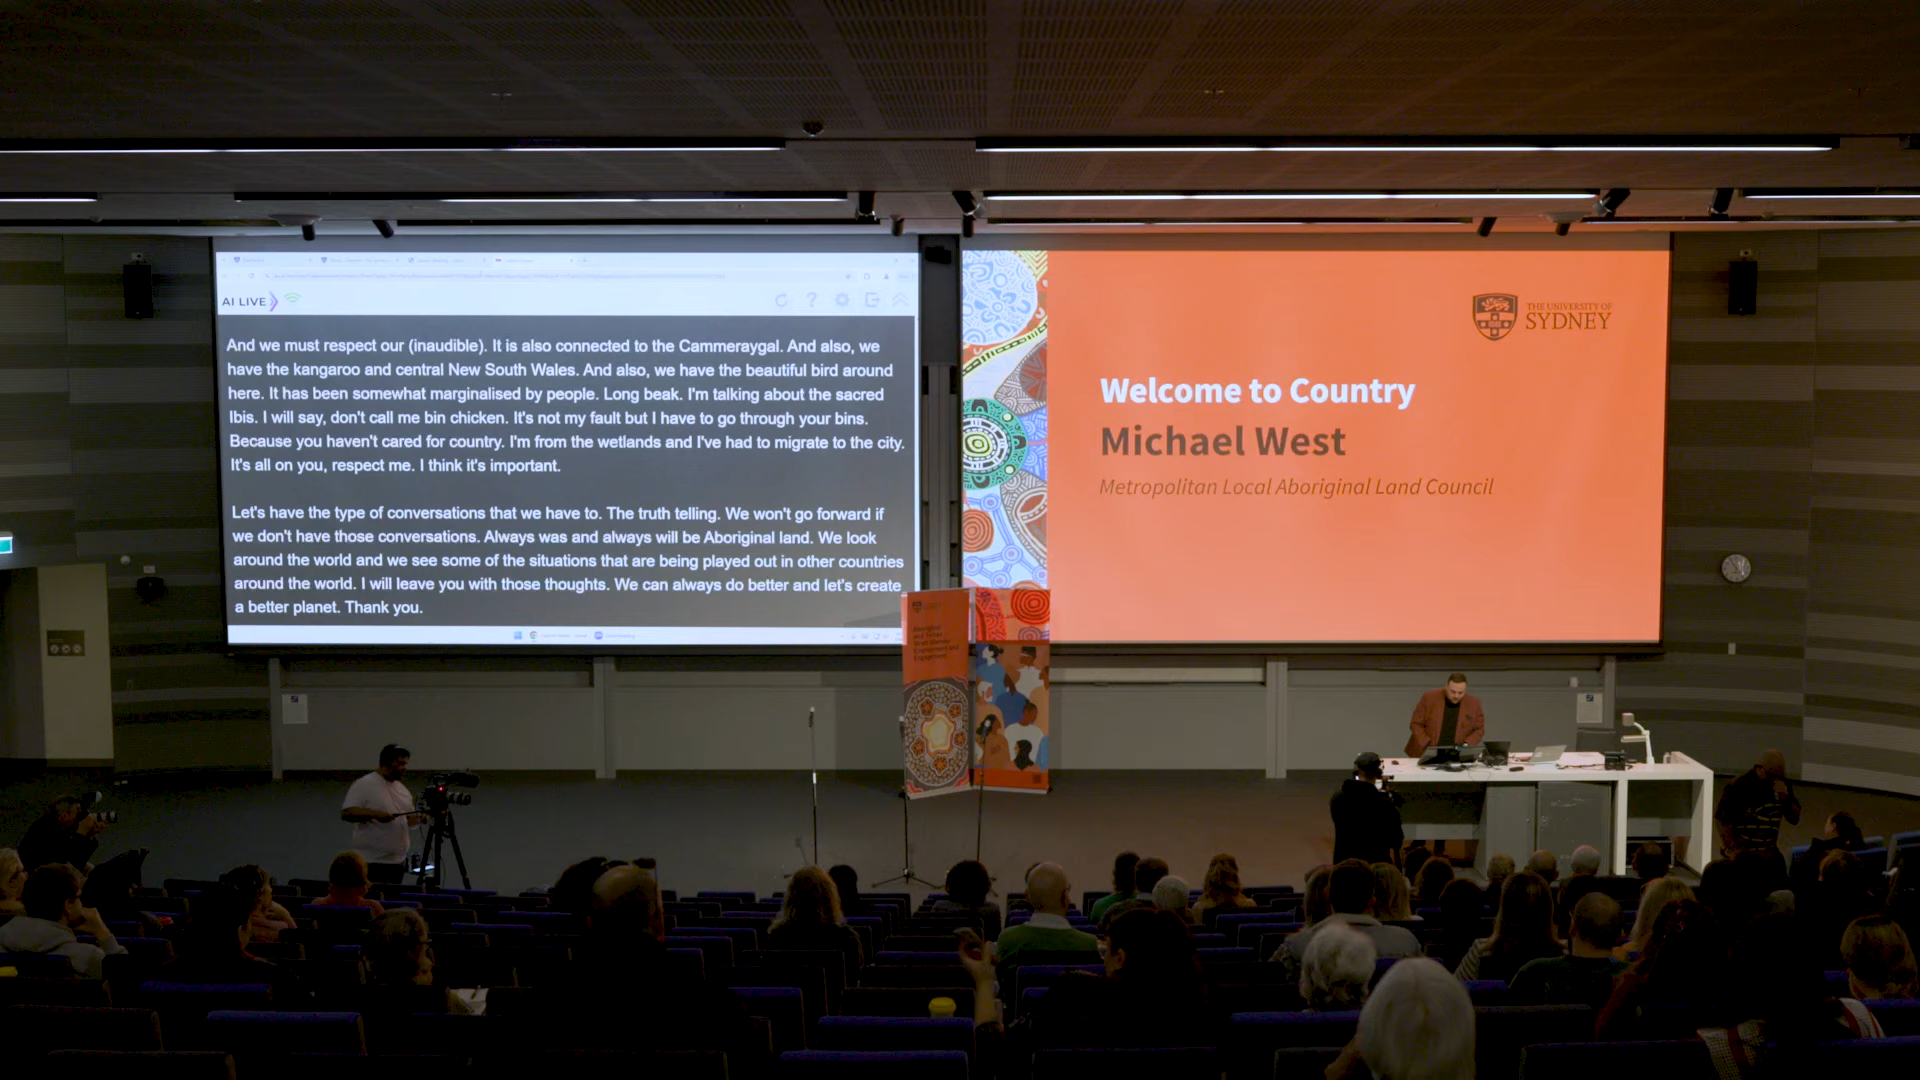 AI LIVE
And we must respect our (inaudible). It is also connected to the Cammeraygal. And also, we
have the kangaroo and central New South Wales. And also, we have the beautiful bird around
here. It has been somewhat marginalised by people. Long beak. I'm talking about the sacred
Ibis. I will say, don't call me bin chicken. It's not my fault but I have to go through your bins.
Because you haven't cared for country. I'm from the wetlands and I've had to migrate to the city.
It's all on you, respect me. I think it's important.
Let's have the type of conversations that we have to. The truth telling. We won't go forward if
we don't have those conversations. Always was and always will be Aboriginal land. We look
around the world and we see some of the situations that are being played out in other countries
around the world. I will leave you with those thoughts. We can always do better and let's create
a better planet. Thank you.
THE UNIVERSITY OF
SYDNEY
Welcome to Country
Michael West
Metropolitan Local Aboriginal Land Council